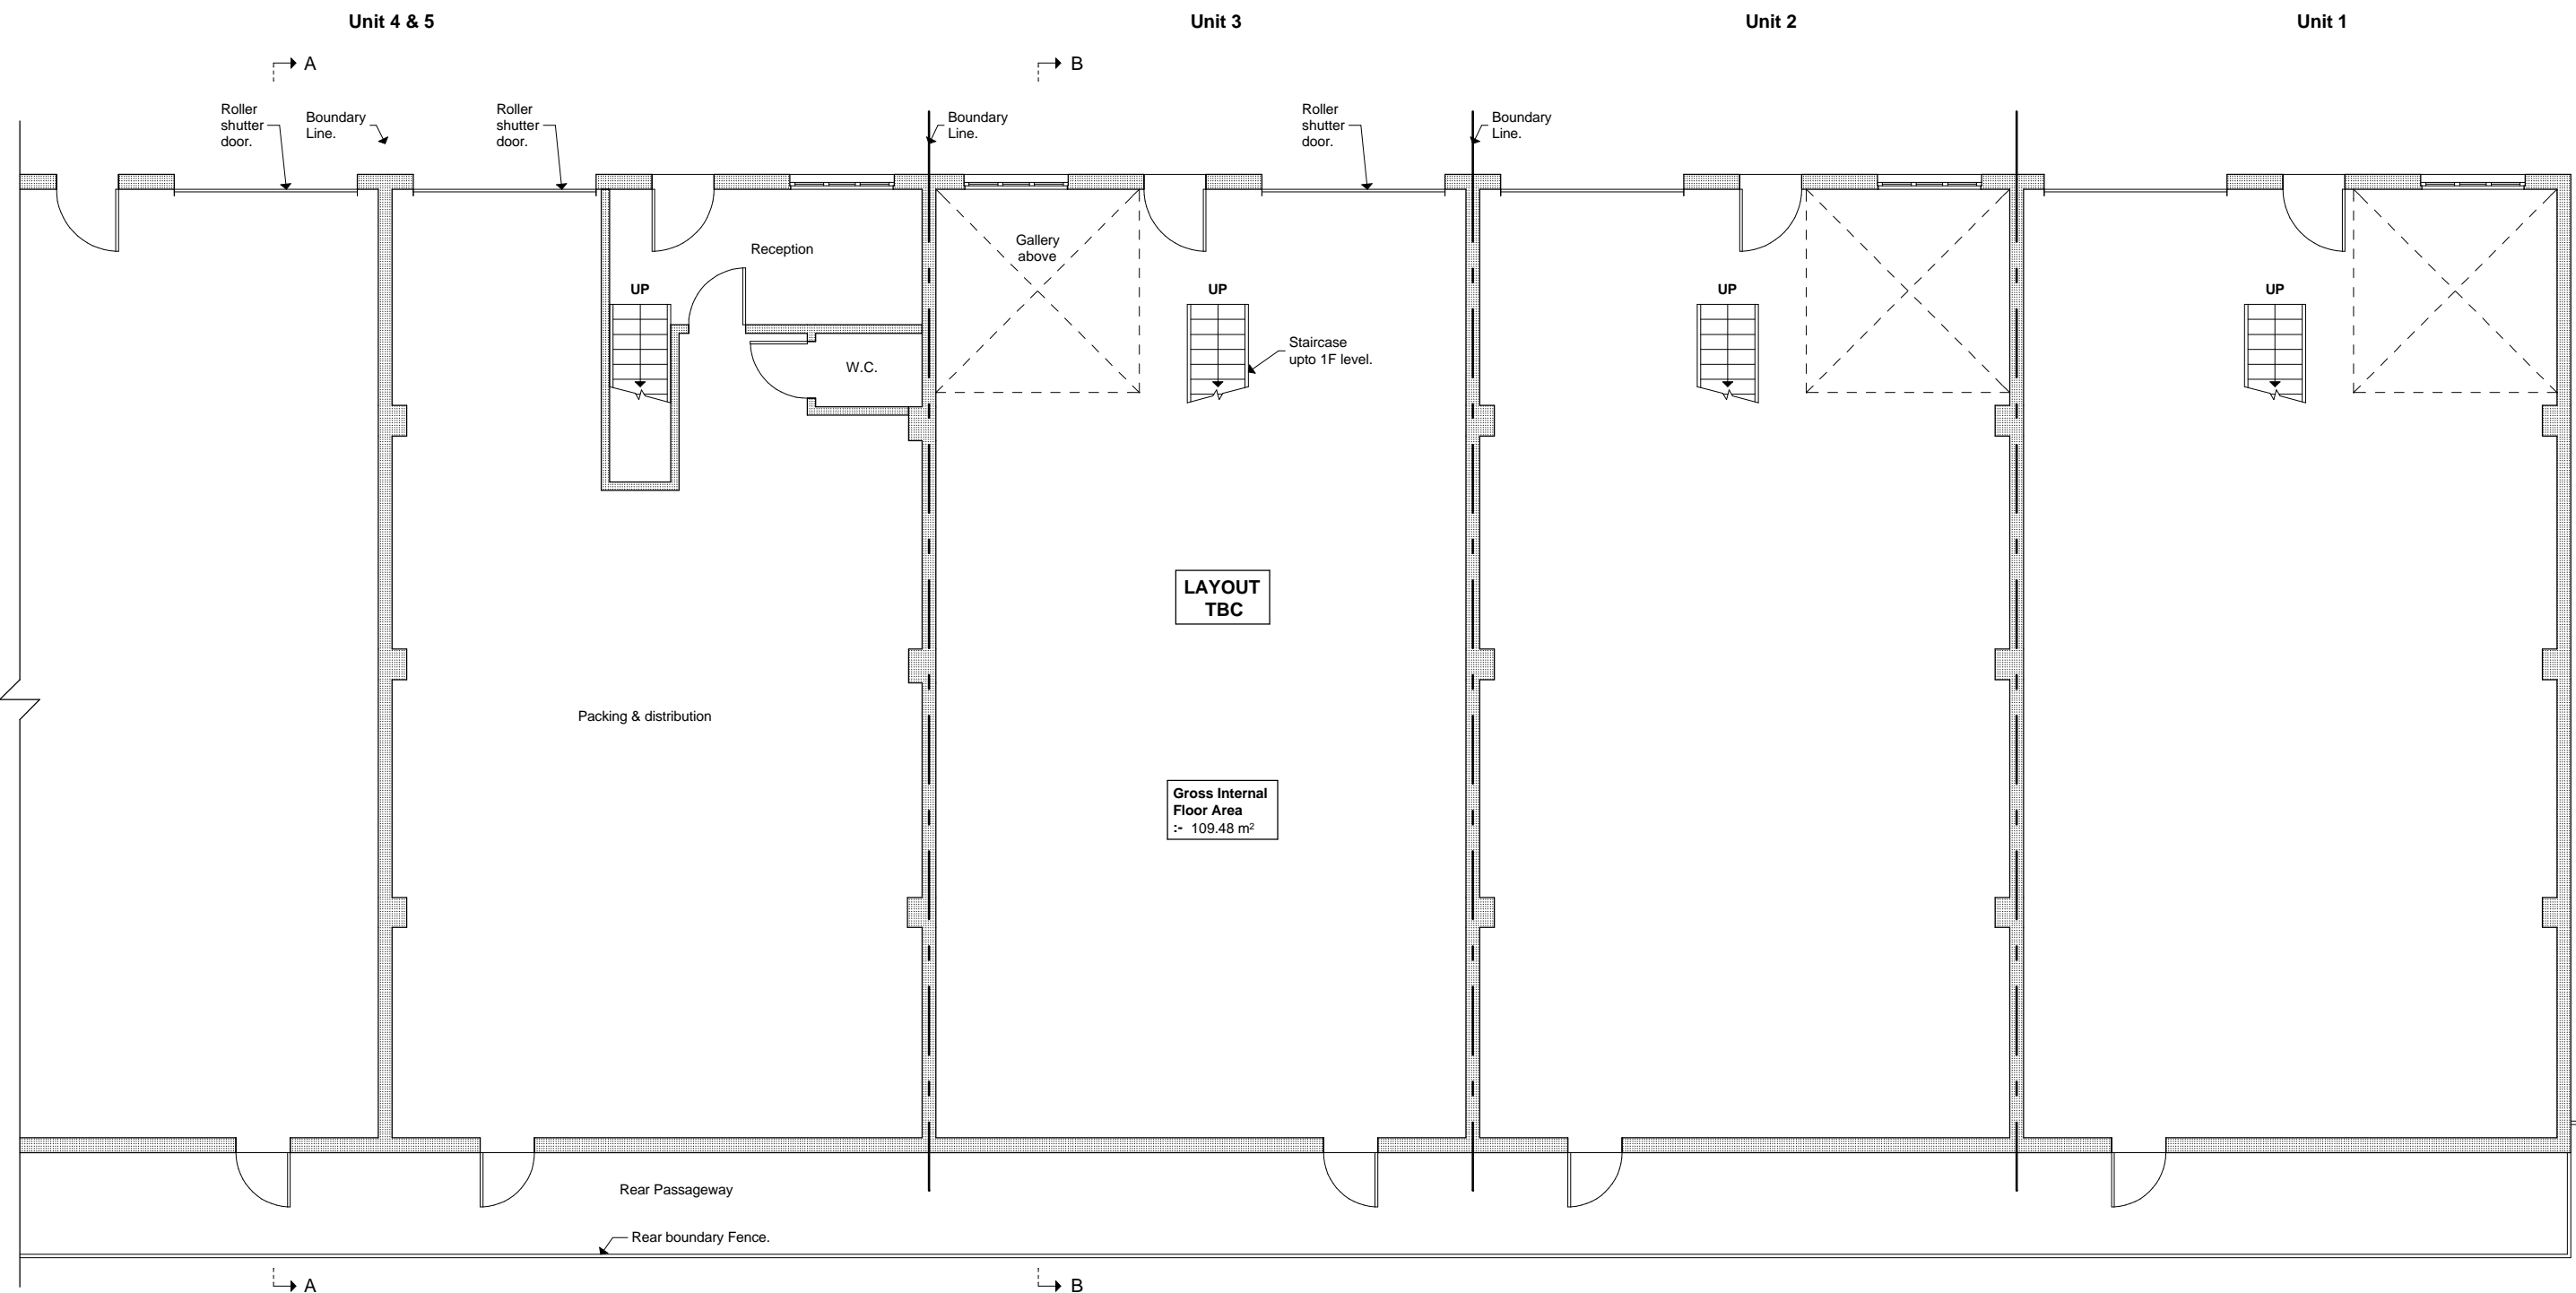 Unit 4 & 5
Unit 3
Unit 2
Unit 1
A
B
Roller
shutter
door.
Boundary
Line.
Roller
shutter
door.
Boundary
Line.
Roller
shutter
door.
Boundary
Line.
Reception
Gallery
above
UP
UP
UP
UP
Staircase
upto 1F level.
W.C.
LAYOUT
TBC
Packing & distribution
Gross Internal
Floor Area
:- 109.48 m²
Rear Passageway
Rear boundary Fence.
A
B